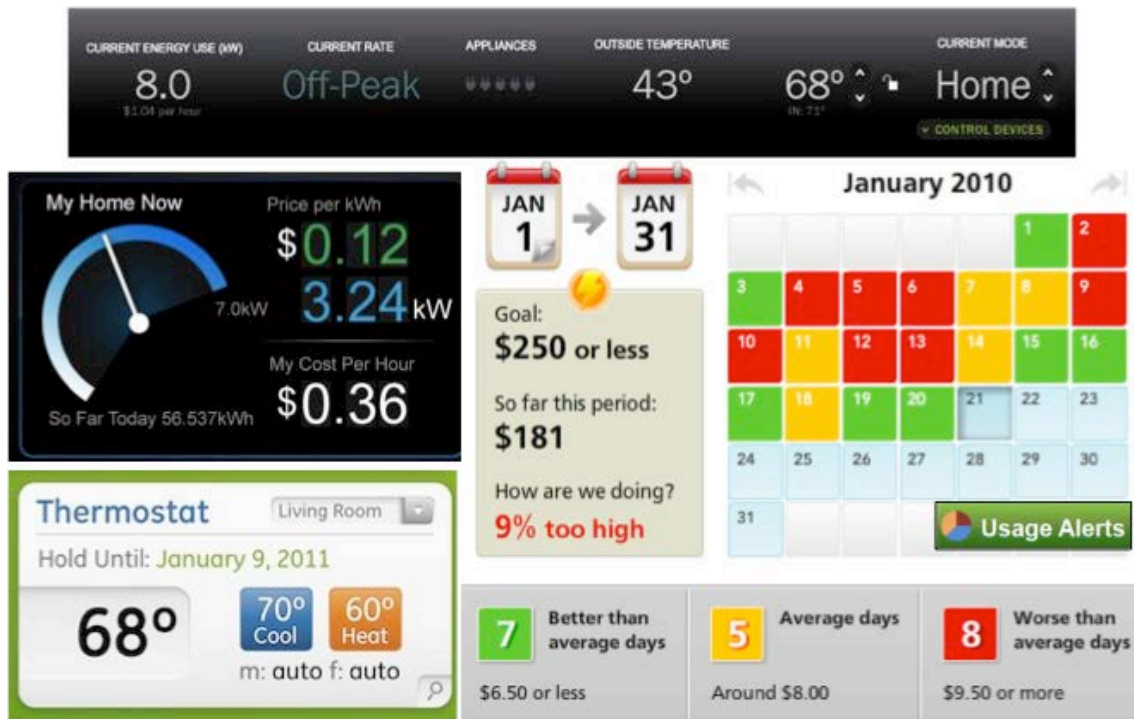 CURRENT ENERGY USE (kW)
8.0
$1.04 per hour
CURRENT RATE
Off-Peak
APPLIANCES
OUTSIDE TEMPERATURE
43°
68°
IN: 71°
CURRENT MODE
Home
CONTROL DEVICES
My Home Now
Price per kWh
$0.12
7.0kW
3.24 kW
My Cost Per Hour
$0.36
So Far Today 56.537kWh
Thermostat
Living Room
Hold Until: January 9, 2011
68°
70°
Cool
60°
Heat
m: auto f: auto
JAN
1
JAN
31
Goal:
$250 or less
So far this period:
$181
How are we doing?
9% too high
January 2010
1 2
3 4 5 6 7 8 9
10 11 12 13 14 15 16
17 18 19 20 21 22 23
24 25 26 27 28 29 30
31
Usage Alerts
7
Better than
average days
$6.50 or less
5
Average days
Around $8.00
8
Worse than
average days
$9.50 or more